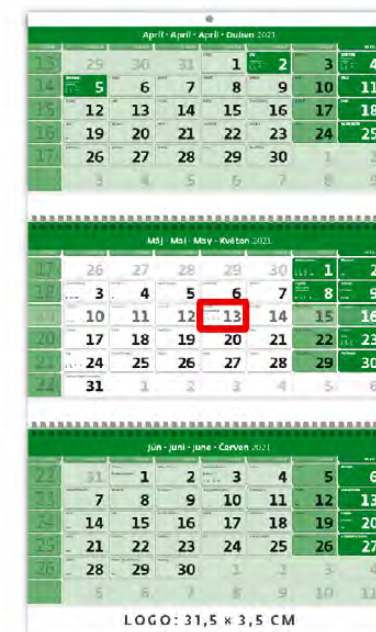 Apríl · April · April · Duben 2021
13 29 30 31 1 2 3 4
14 5 6 7 8 9 10 11
15 12 13 14 15 16 17 18
16 19 20 21 22 23 24 25
17 26 27 28 29 30 1 2
3 4 5 6 7 8 9
Máj · Mai · May · Květen 2021
17 26 27 28 29 30 1 2
18 3 4 5 6 7 8 9
19 10 11 12 13 14 15 16
20 17 18 19 20 21 22 23
21 24 25 26 27 28 29 30
22 31 1 2 3 4 5 6
Jún · Juni · June · Červen 2021
22 31 1 2 3 4 5 6
23 7 8 9 10 11 12 13
24 14 15 16 17 18 19 20
25 21 22 23 24 25 26 27
26 28 29 30 1 2 3 4
5 6 7 8 9 10 11
LOGO: 31,5 × 3,5 CM